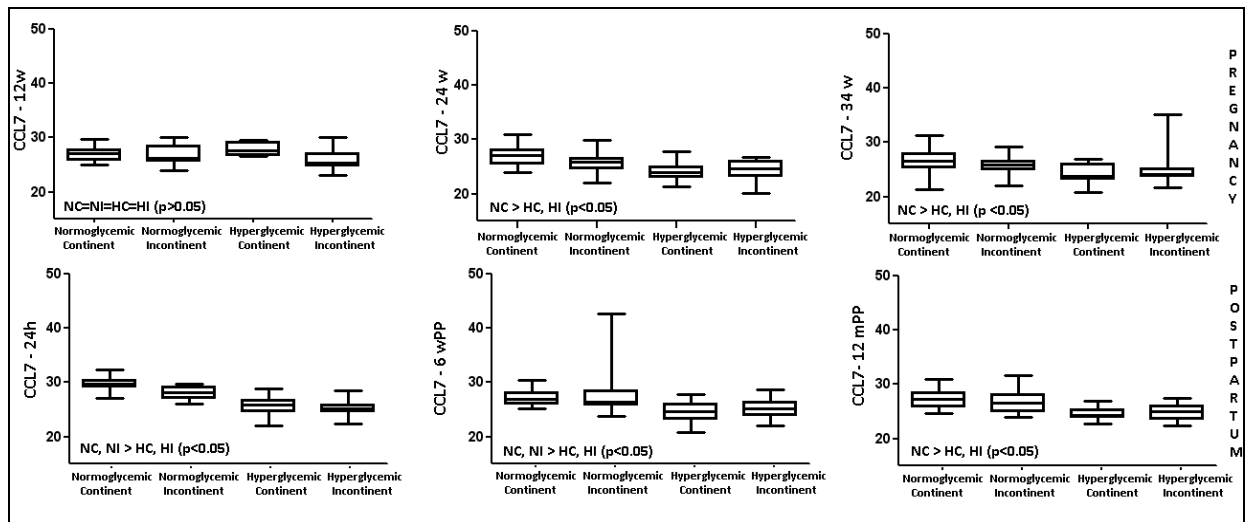 CCL7 - 12w
50
40
30
20
NC=NI=HC=HI (p>0.05)
Normoglycemic Continent
Normoglycemic Incontinent
Hyperglycemic Continent
Hyperglycemic Incontinent
CCL7 - 24 w
50
40
30
20
NC > HC, HI (p<0.05)
Normoglycemic Continent
Normoglycemic Incontinent
Hyperglycemic Continent
Hyperglycemic Incontinent
CCL7 - 34 w
50
40
30
20
NC > HC, HI (p <0.05)
Normoglycemic Continent
Normoglycemic Incontinent
Hyperglycemic Continent
Hyperglycemic Incontinent
PREGNANCY
CCL7 - 24h
50
40
30
20
NC, NI > HC, HI (p<0.05)
Normoglycemic Continent
Normoglycemic Incontinent
Hyperglycemic Continent
Hyperglycemic Incontinent
CCL7 - 6 wPP
50
40
30
20
NC, NI > HC, HI (p<0.05)
Normoglycemic Continent
Normoglycemic Incontinent
Hyperglycemic Continent
Hyperglycemic Incontinent
CCL7- 12 mPP
50
40
30
20
NC > HC, HI (p<0.05)
Normoglycemic Continent
Normoglycemic Incontinent
Hyperglycemic Continent
Hyperglycemic Incontinent
POSTPARTUM